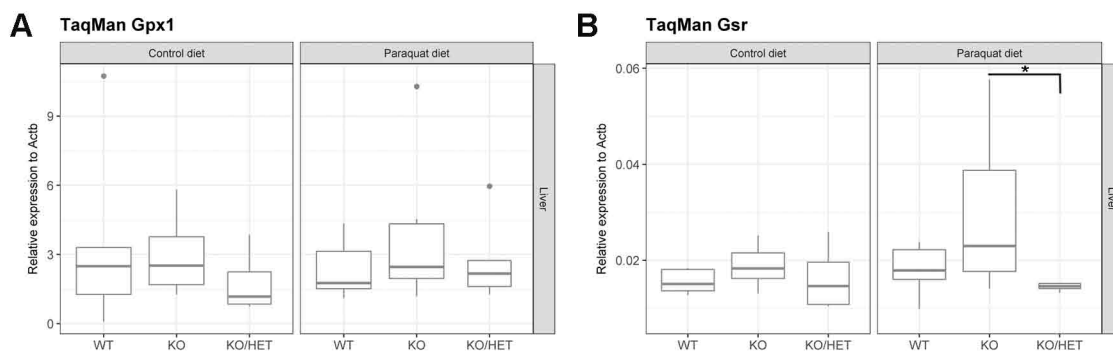 A
TaqMan Gpx1
Control diet
Paraquat diet
Relative expression to Actb
9
6
3
0
Liver
WT
KO
KO/HET
WT
KO
KO/HET
B
TaqMan Gsr
Control diet
Paraquat diet
Relative expression to Actb
0.06
0.04
0.02
*
Liver
WT
KO
KO/HET
WT
KO
KO/HET